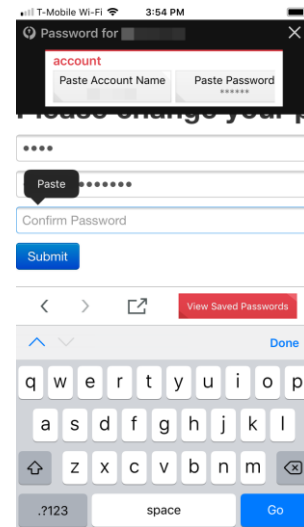 T-Mobile Wi-Fi 3:54 PM
Password for
account
Paste Account Name Paste Password
******
Please change your p
••••
•••••••
Paste
Confirm Password
Submit
View Saved Passwords
Done
q w e r t y u i o p
a s d f g h j k l
z x c v b n m
.?123 space Go